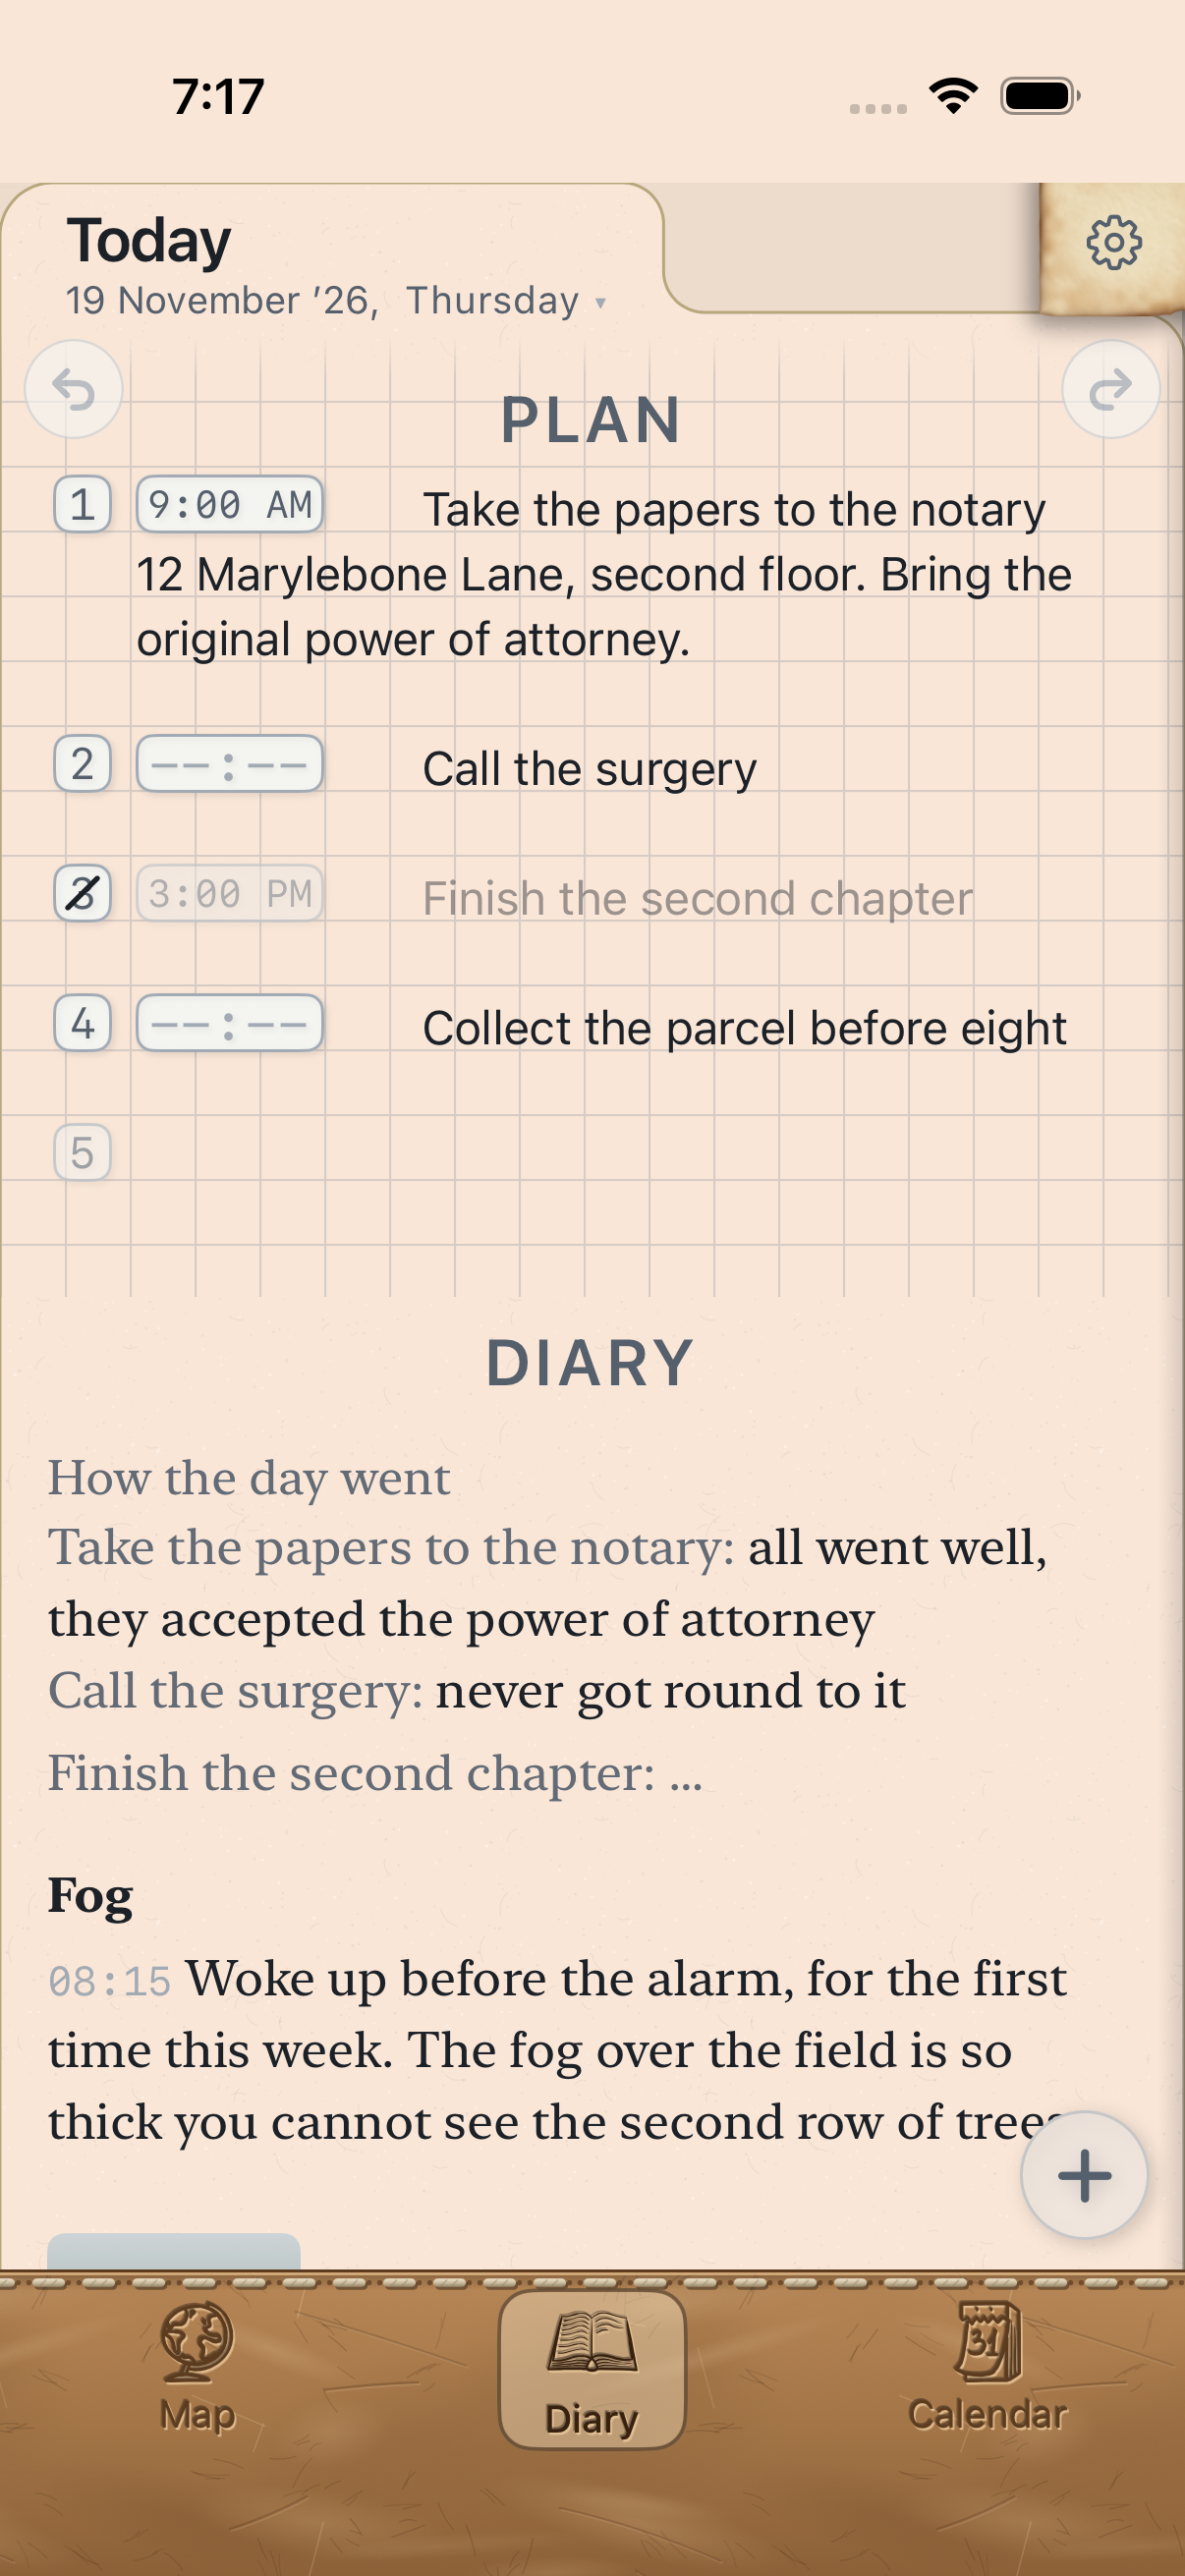 7:17
Today
19 November ’26, Thursday ▾
PLAN
1 9:00 AM Take the papers to the notary
12 Marylebone Lane, second floor. Bring the
original power of attorney.
2 --:-- Call the surgery
3 3:00 PM Finish the second chapter
4 --:-- Collect the parcel before eight
5
DIARY
How the day went
Take the papers to the notary: all went well,
they accepted the power of attorney
Call the surgery: never got round to it
Finish the second chapter: ...
Fog
08:15 Woke up before the alarm, for the first
time this week. The fog over the field is so
thick you cannot see the second row of trees
Map
Diary
31
Calendar